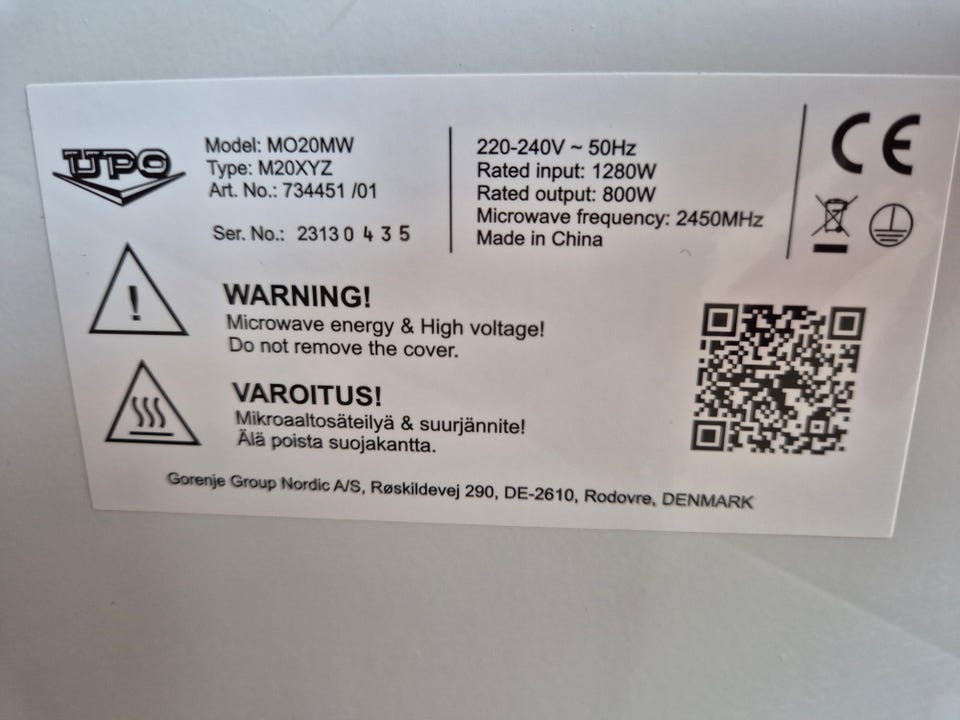 UPO
Model: MO20MW
Type: M20XYZ
Art. No.: 734451 /01
Ser. No.: 23130435
220-240V ~ 50Hz
Rated input: 1280W
Rated output: 800W
Microwave frequency: 2450MHz
Made in China
CE
WARNING!
Microwave energy & High voltage!
Do not remove the cover.
VAROITUS!
Mikroaaltosäteilyä & suurjännite!
Älä poista suojakantta.
Gorenje Group Nordic A/S, Røskildevej 290, DE-2610, Rodovre, DENMARK